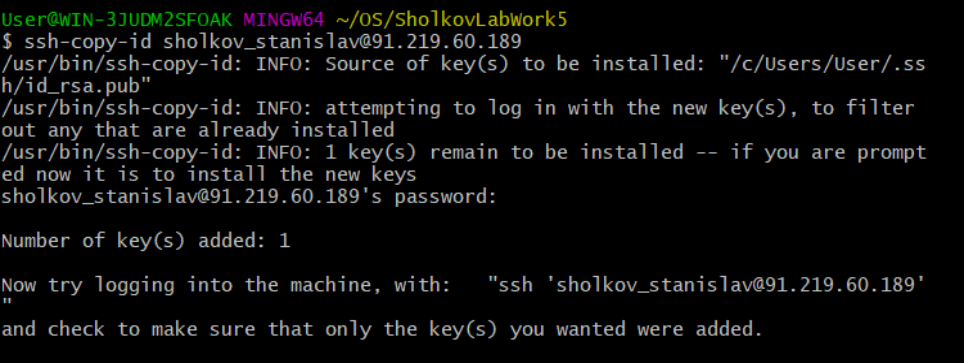 User@WIN-3JUDM2SFOAK MINGW64 ~/OS/SholkovLabWork5
$ ssh-copy-id sholkov_stanislav@91.219.60.189
/usr/bin/ssh-copy-id: INFO: Source of key(s) to be installed: "/c/Users/User/.ss
h/id_rsa.pub"
/usr/bin/ssh-copy-id: INFO: attempting to log in with the new key(s), to filter
out any that are already installed
/usr/bin/ssh-copy-id: INFO: 1 key(s) remain to be installed -- if you are prompt
ed now it is to install the new keys
sholkov_stanislav@91.219.60.189's password:
Number of key(s) added: 1
Now try logging into the machine, with:   "ssh 'sholkov_stanislav@91.219.60.189'
"
and check to make sure that only the key(s) you wanted were added.